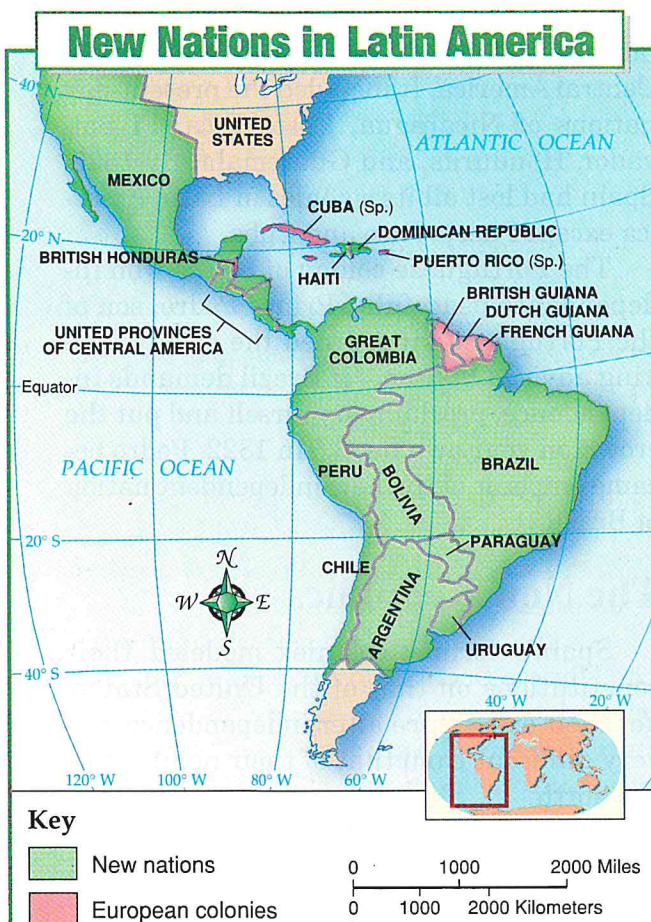 New Nations in Latin America
40° N
UNITED
STATES
ATLANTIC OCEAN
MEXICO
CUBA (Sp.)
20° N
DOMINICAN REPUBLIC
BRITISH HONDURAS
HAITI
PUERTO RICO (Sp.)
BRITISH GUIANA
DUTCH GUIANA
FRENCH GUIANA
UNITED PROVINCES
OF CENTRAL AMERICA
GREAT
COLOMBIA
Equator
PACIFIC OCEAN
PERU
BRAZIL
BOLIVIA
20° S
PARAGUAY
CHILE
N
W E
S
ARGENTINA
URUGUAY
40° S
40° W
20° W
120° W
100° W
80° W
60° W
Key
New nations
European colonies
0 1000 2000 Miles
0 1000 2000 Kilometers